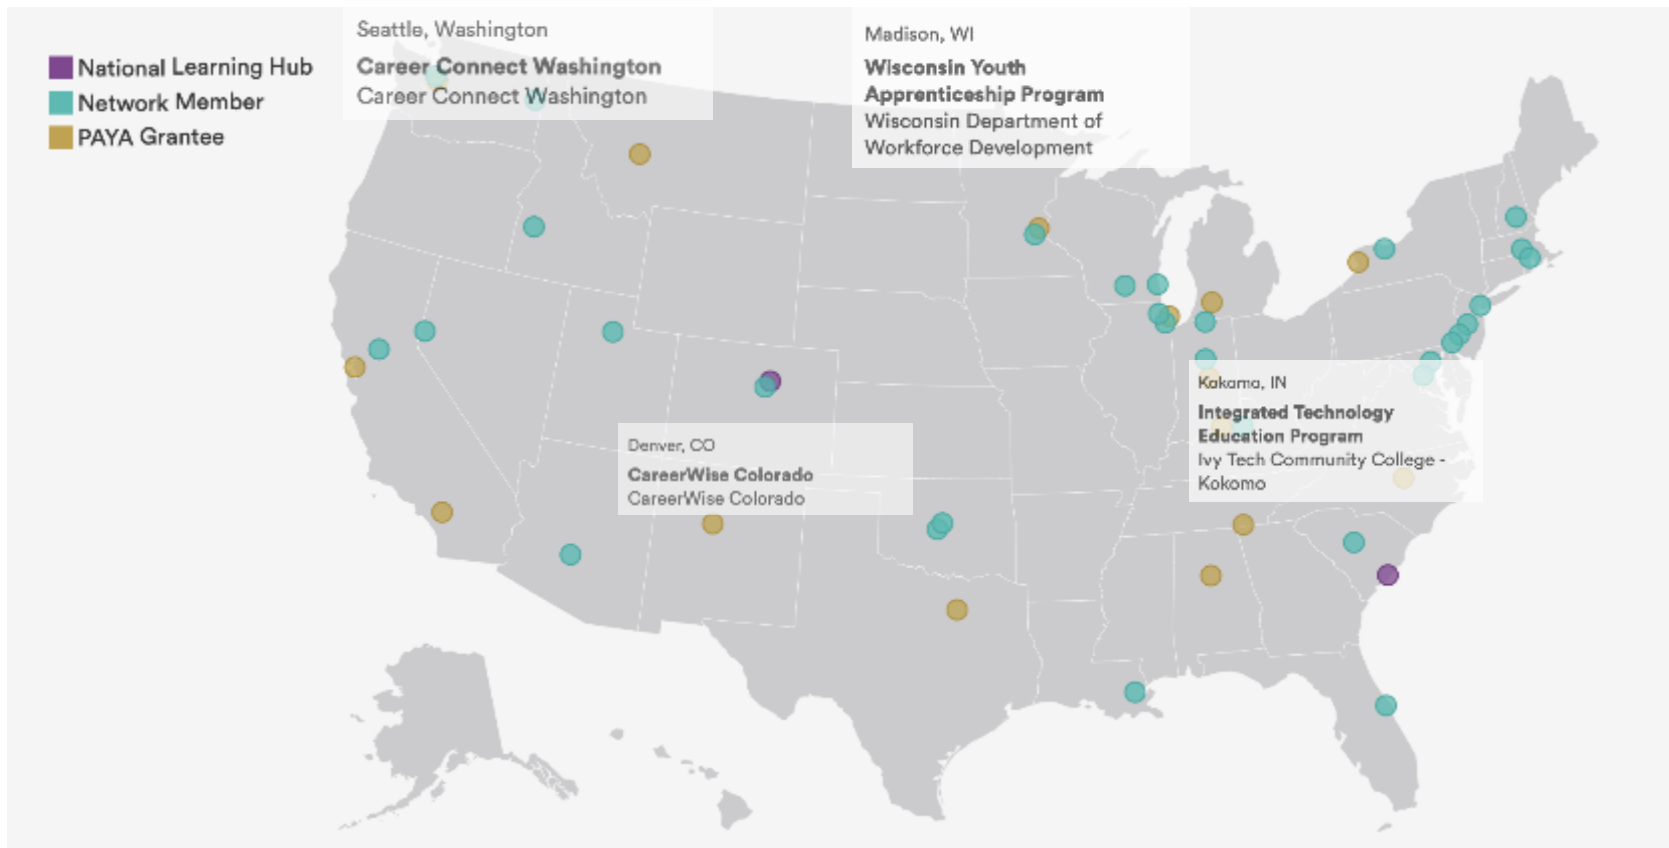 National Learning Hub
Network Member
PAYA Grantee
Seattle, Washington
Career Connect Washington
Career Connect Washington
Madison, WI
Wisconsin Youth
Apprenticeship Program
Wisconsin Department of
Workforce Development
Denver, CO
CareerWise Colorado
CareerWise Colorado
Kokomo, IN
Integrated Technology
Education Program
Ivy Tech Community College -
Kokomo